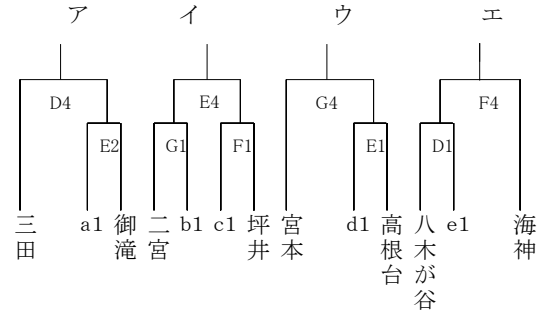 ア イ ウ エ
D4 E4 G4 F4
E2 G1 F1 E1 D1
三田 a1 御滝 二宮 b1 c1 坪井 宮本 d1 高根台 八木が谷 e1 海神